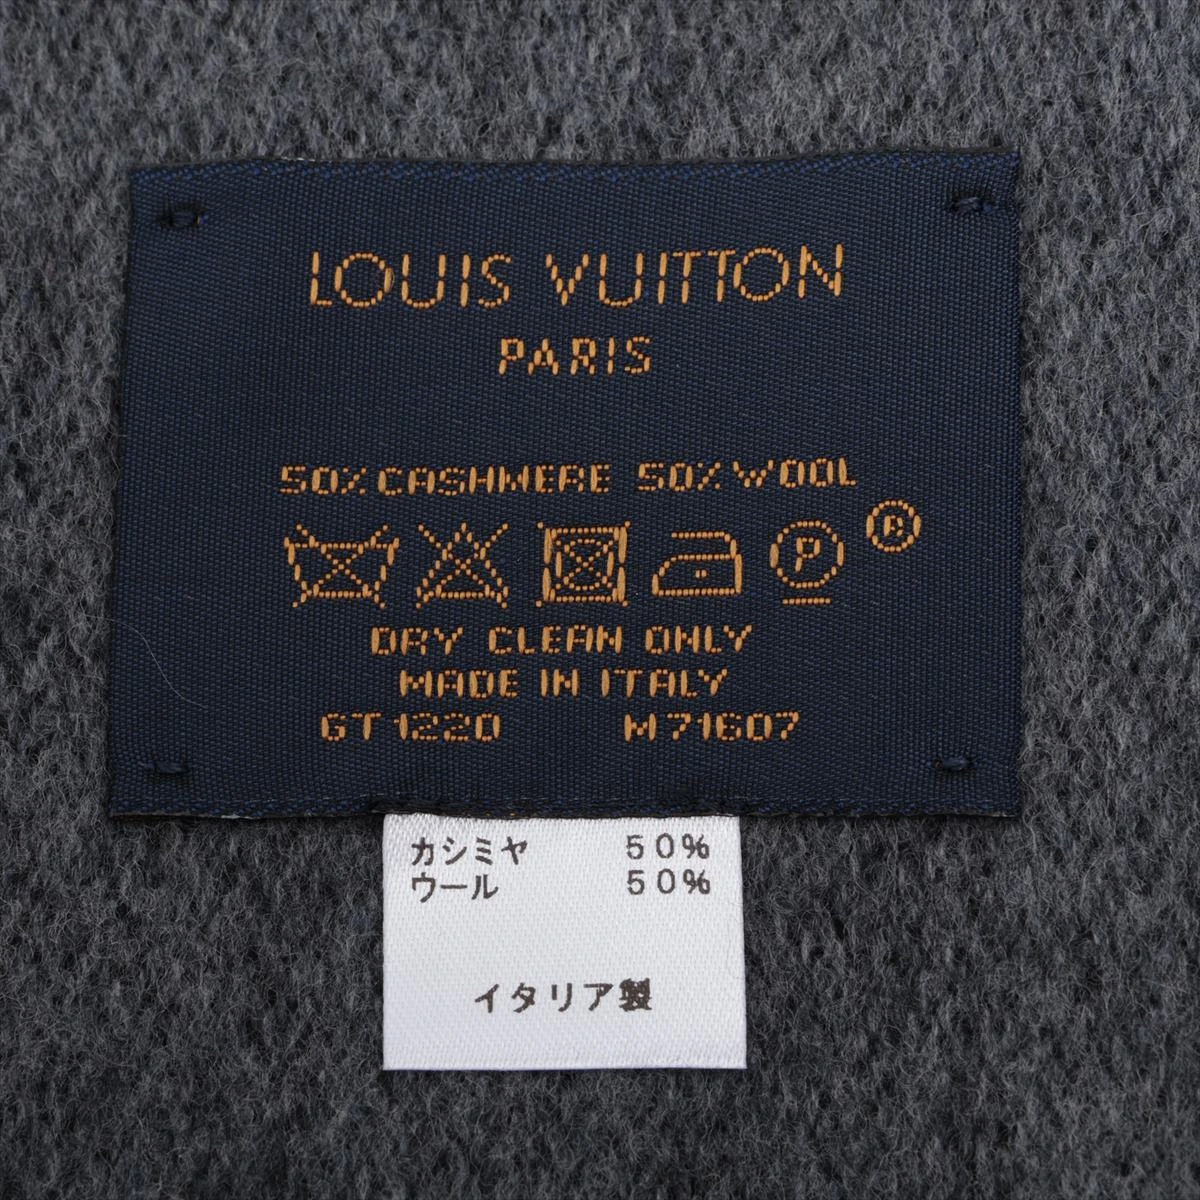 LOUIS VUITTON
PARIS
50% CASHMERE 50% WOOL
P ®
DRY CLEAN ONLY
MADE IN ITALY
GT1220 M71607
カシミヤ 50%
ウール 50%
イタリア製